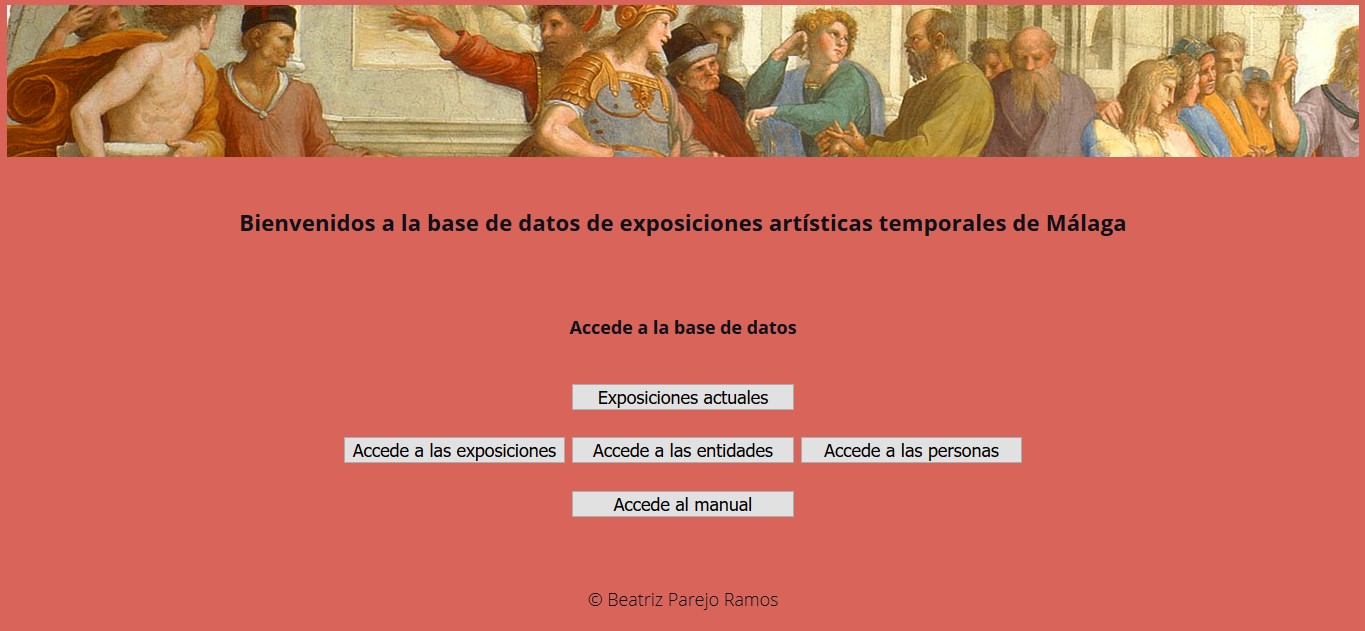 Bienvenidos a la base de datos de exposiciones artísticas temporales de Málaga
Accede a la base de datos
Exposiciones actuales
Accede a las exposiciones Accede a las entidades Accede a las personas
Accede al manual
© Beatriz Parejo Ramos